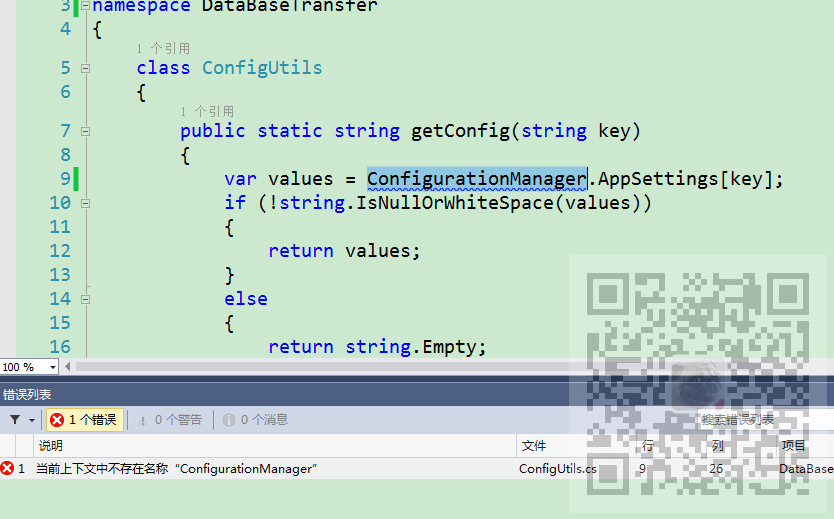 3 namespace DataBaseTransfer
4 {
1 个引用
5 class ConfigUtils
6 {
1 个引用
7 public static string getConfig(string key)
8 {
9 var values = ConfigurationManager.AppSettings[key];
10 if (!string.IsNullOrWhiteSpace(values))
11 {
12 return values;
13 }
14 else
15 {
16 return string.Empty;
100 %
错误列表
1 个错误 0 个警告 0 个消息 搜索错误列表
说明 文件 行 列 项目
1 当前上下文中不存在名称“ConfigurationManager” ConfigUtils.cs 9 26 DataBase